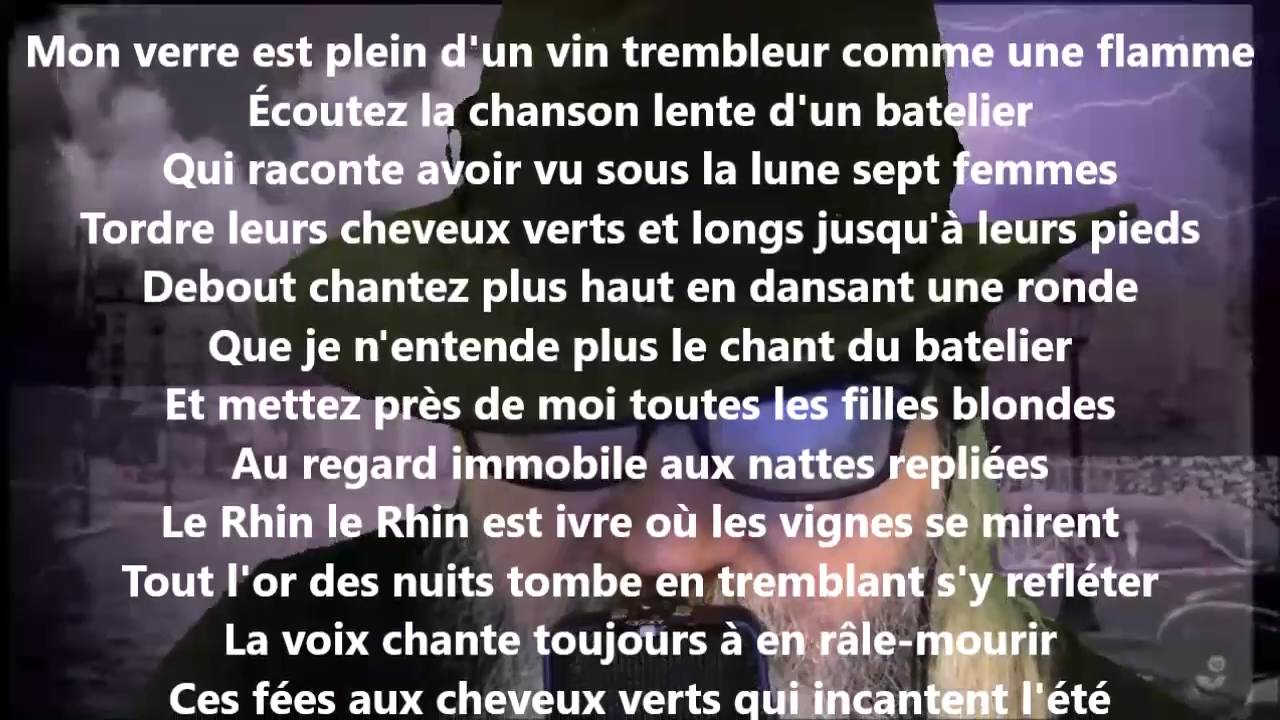 Mon verre est plein d'un vin trembleur comme une flamme
Écoutez la chanson lente d'un batelier
Qui raconte avoir vu sous la lune sept femmes
Tordre leurs cheveux verts et longs jusqu'à leurs pieds
Debout chantez plus haut en dansant une ronde
Que je n'entende plus le chant du batelier
Et mettez près de moi toutes les filles blondes
Au regard immobile aux nattes repliées
Le Rhin le Rhin est ivre où les vignes se mirent
Tout l'or des nuits tombe en tremblant s'y refléter
La voix chante toujours à en râle-mourir
Ces fées aux cheveux verts qui incantent l'été